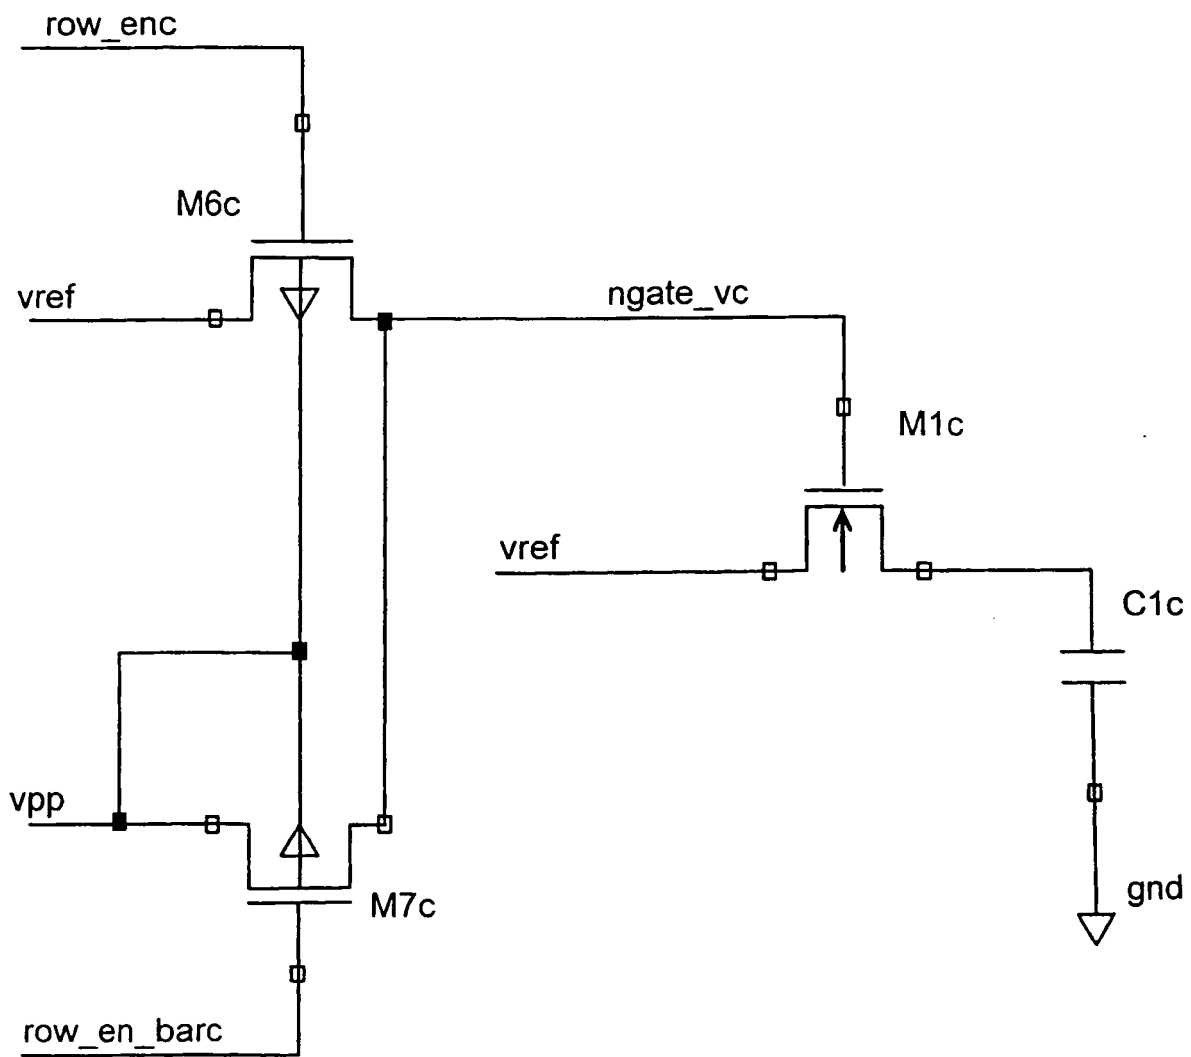 row_enc
M6c
vref
ngate_vc
M1c
vref
C1c
vpp
gnd
M7c
row_en_barc